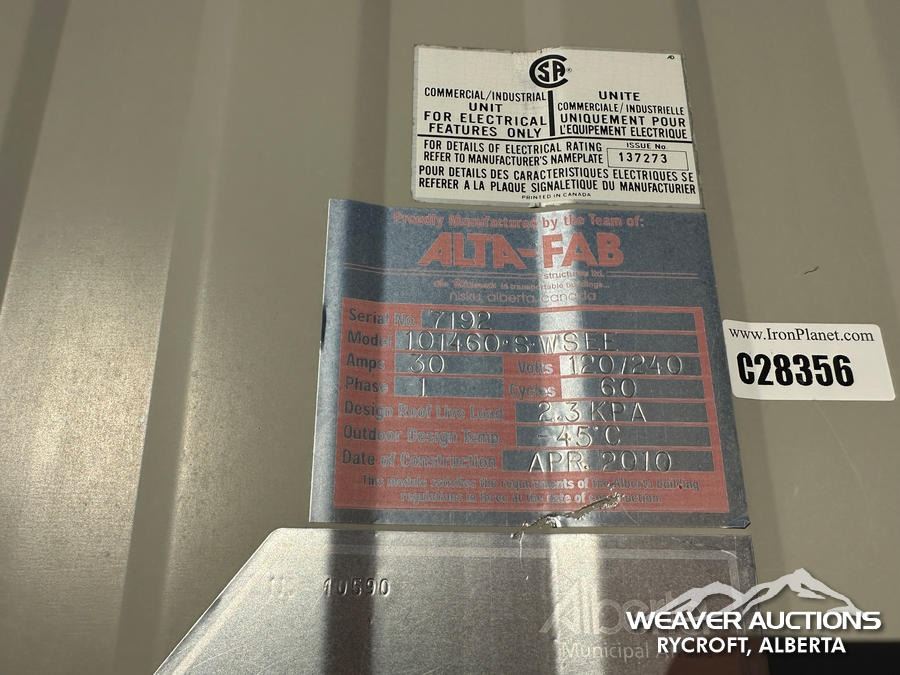 CSA ®
COMMERCIAL/INDUSTRIAL
UNIT
FOR ELECTRICAL
FEATURES ONLY
UNITE
COMMERCIALE/INDUSTRIELLE
UNIQUEMENT POUR
L'EQUIPEMENT ELECTRIQUE
FOR DETAILS OF ELECTRICAL RATING
REFER TO MANUFACTURER'S NAMEPLATE
ISSUE No.
137273
POUR DETAILS DES CARACTERISTIQUES ELECTRIQUES SE
REFERER A LA PLAQUE SIGNALETIQUE DU MANUFACTURIER
PRINTED IN CANADA
Proudly Manufactured by the Team of:
ALTA-FAB
structures ltd.
in transportable buildings...
nisku, alberta, canada
Serial No. 7192
Model 101460·S·WSEE
Amps 30 Volts 120/240
Phase 1 Cycles 60
Design Roof Live Load 2.3 KPA
Outdoor Design Temp -45°C
Date of Construction APR. 2010
This module satisfies the requirements of the Alberta building
regulations in force at the date of construction.
www.IronPlanet.com
C28356
10590
Alberta
Municipal
WEAVER AUCTIONS
RYCROFT, ALBERTA